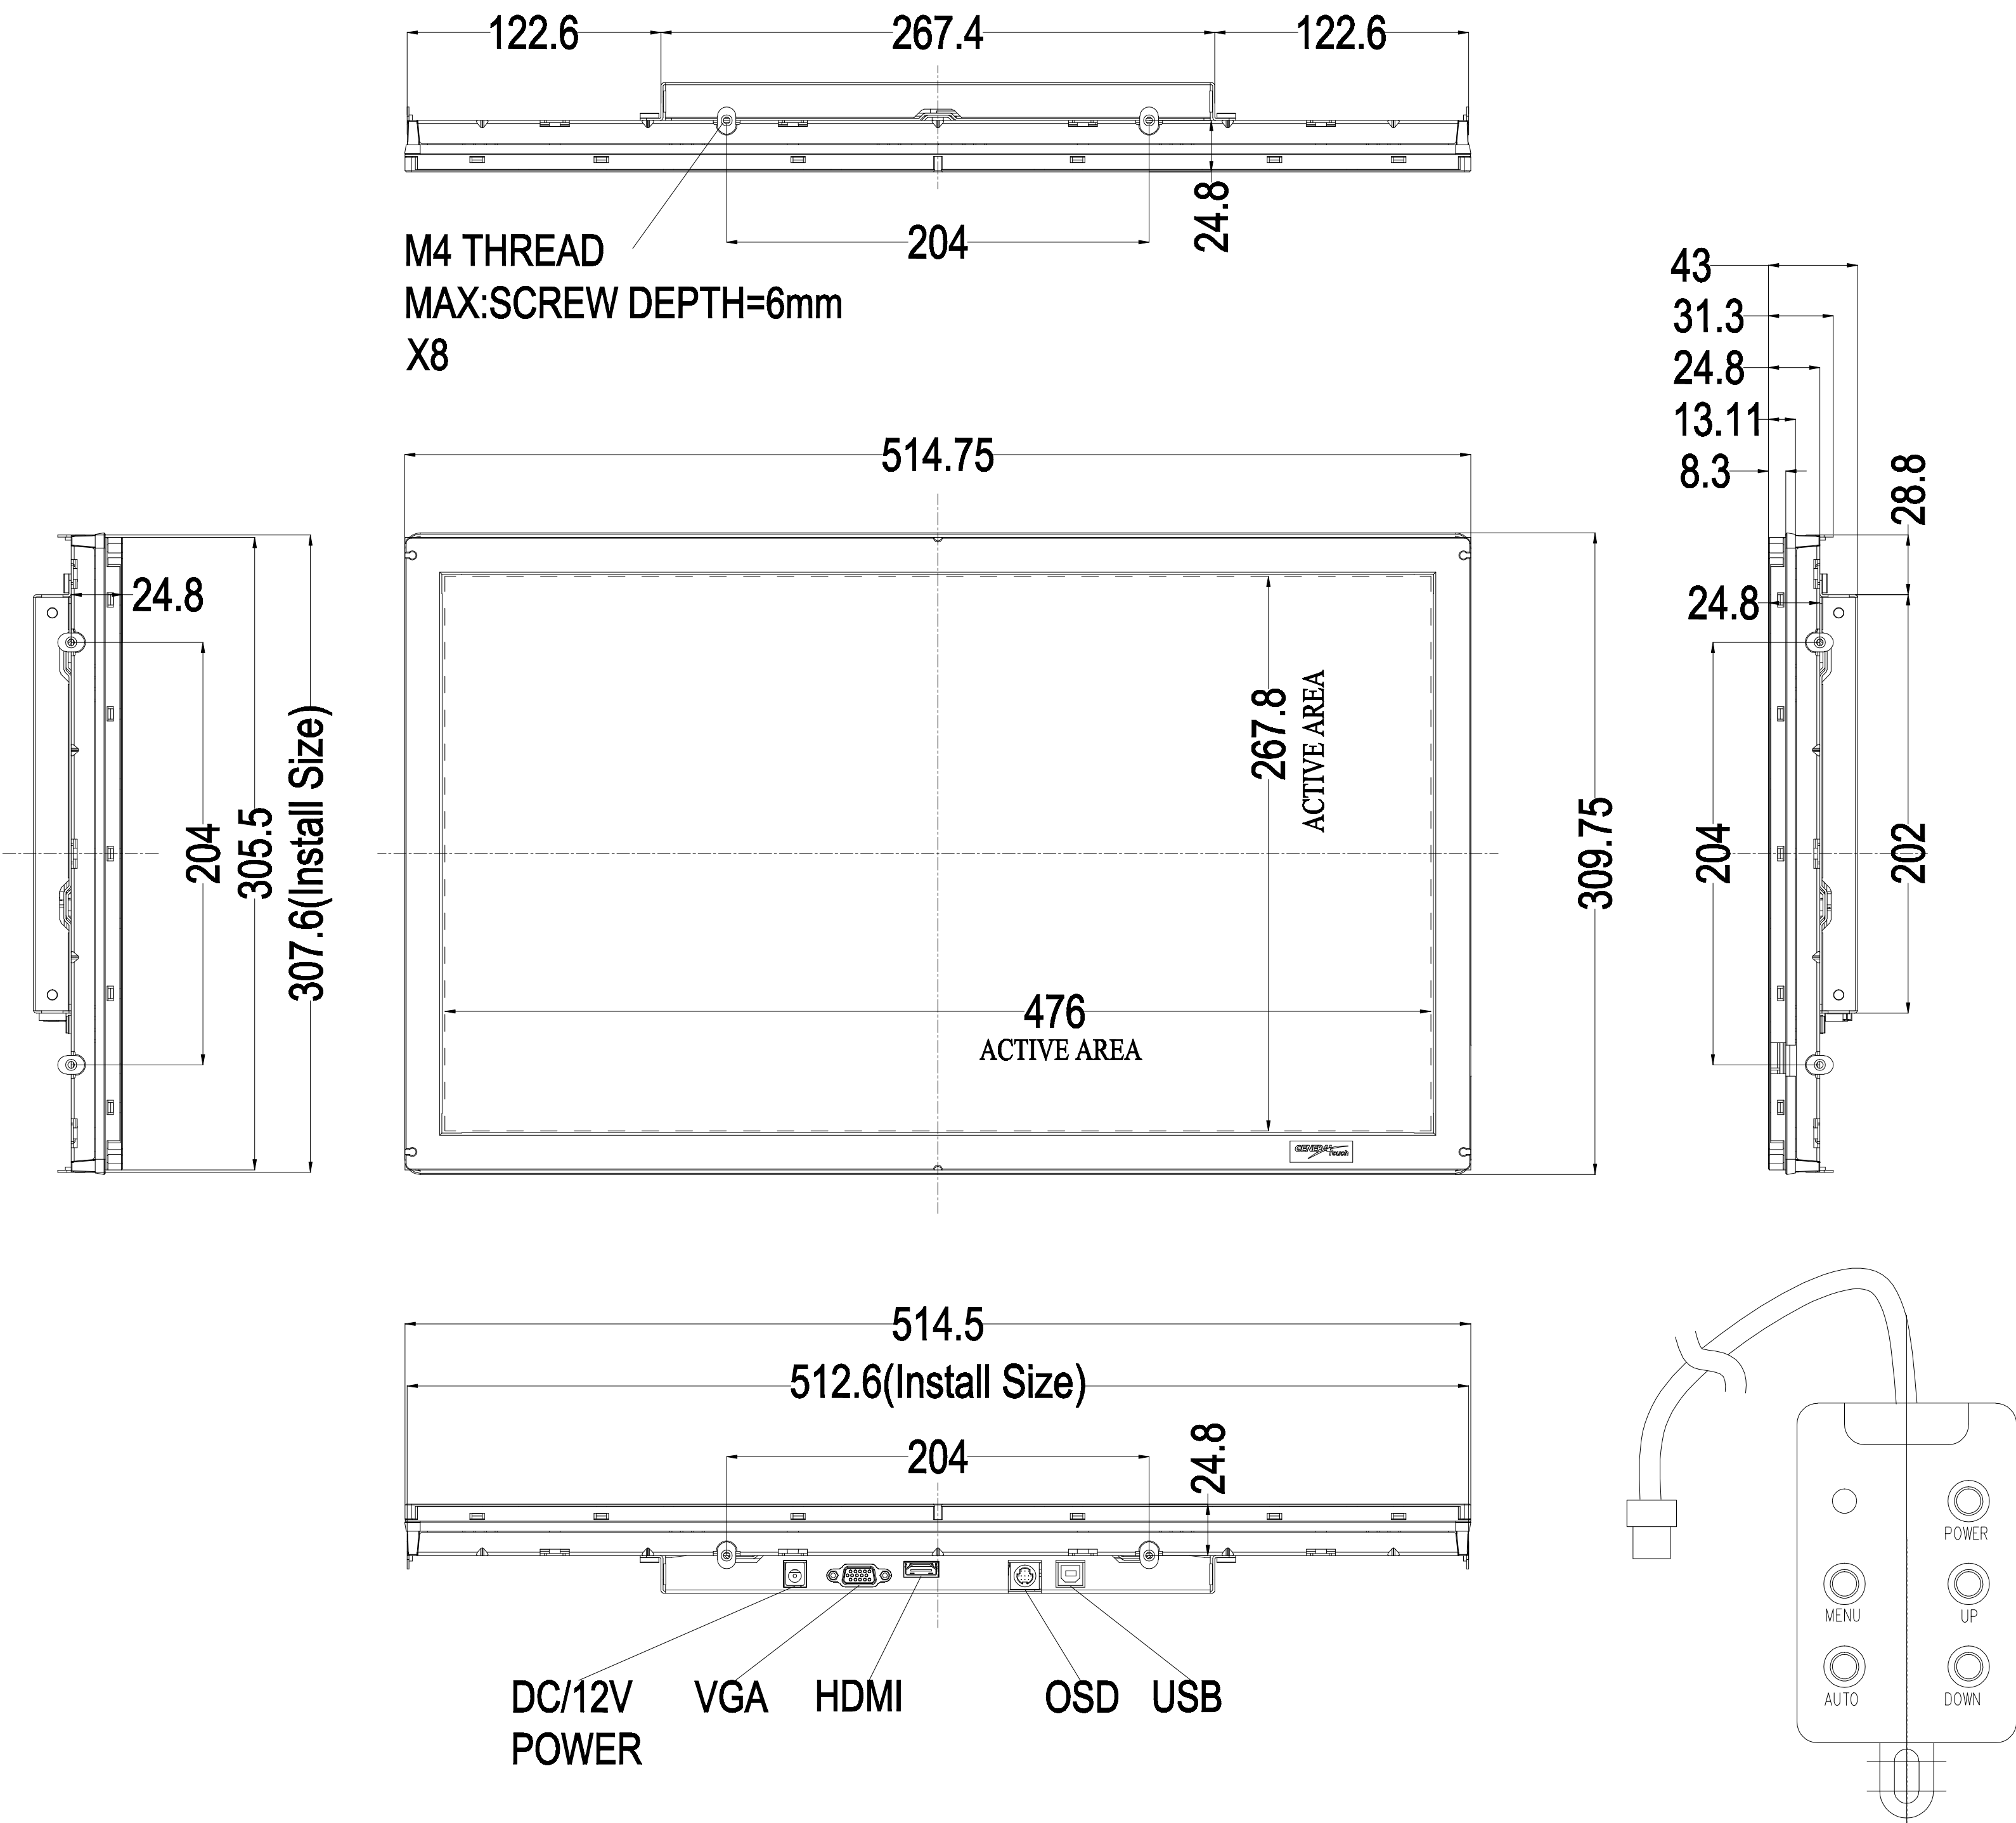 122.6
267.4
122.6
24.8
204
M4 THREAD
MAX:SCREW DEPTH=6mm
X8
43
31.3
24.8
13.11
8.3
28.8
514.75
24.8
204
305.5
307.6(Install Size)
267.8
ACTIVE AREA
476
ACTIVE AREA
GENERAL
Touch
309.75
24.8
204
202
514.5
512.6(Install Size)
204
24.8
DC/12V
POWER
VGA
HDMI
OSD
USB
POWER
MENU
UP
AUTO
DOWN